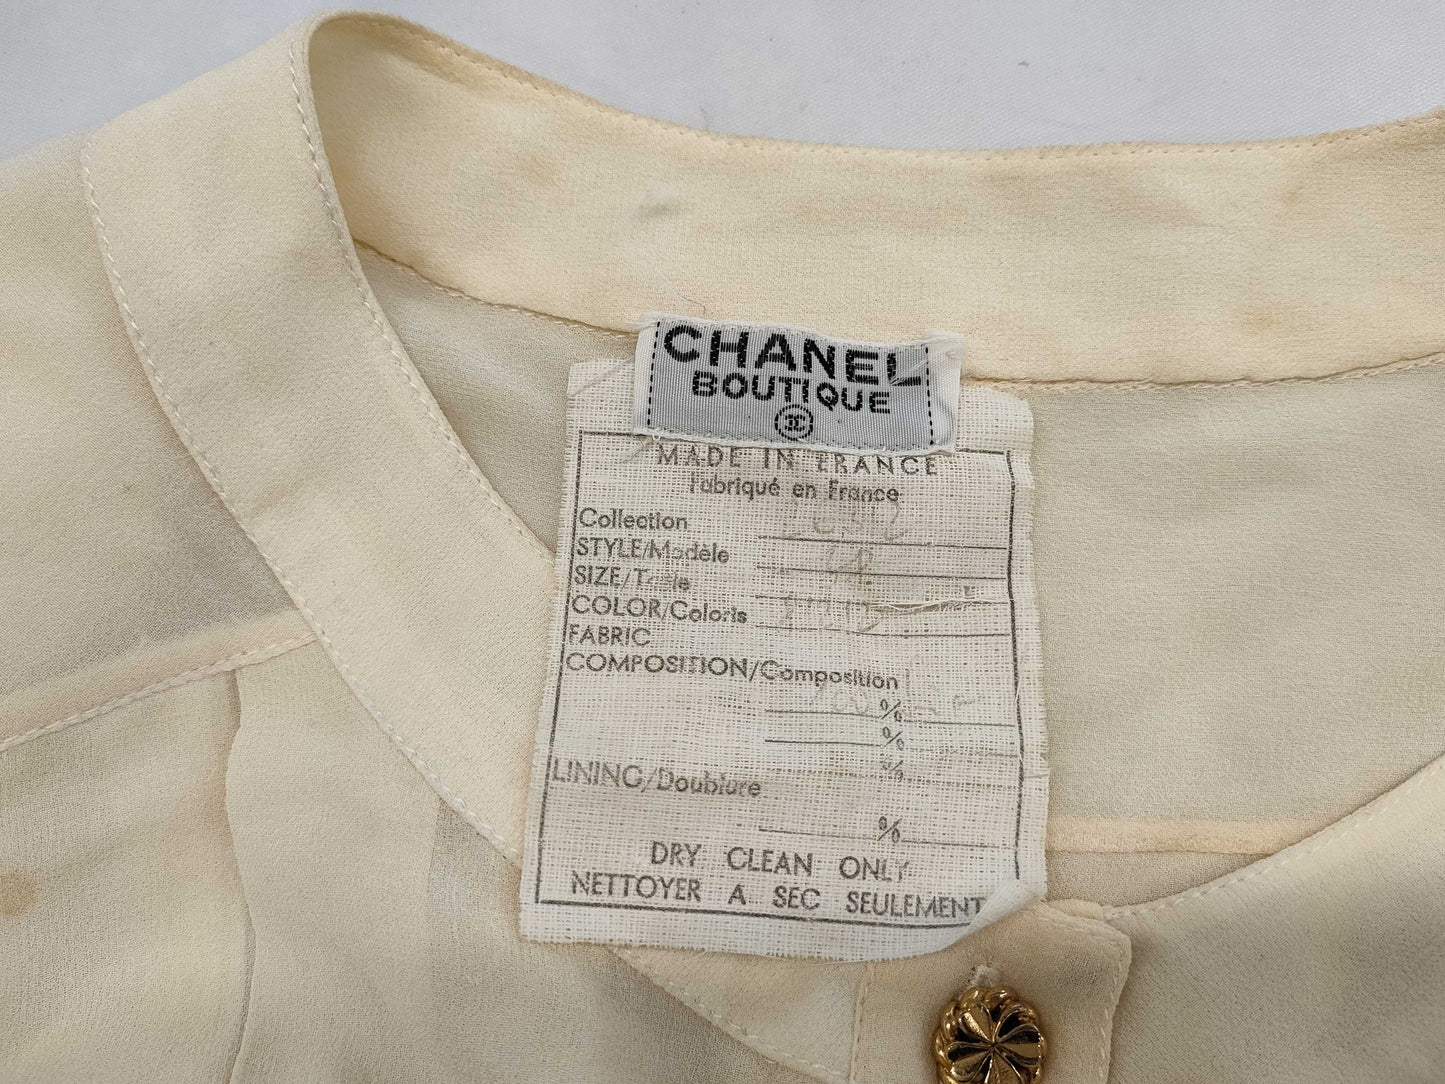 CHANEL
BOUTIQUE
MADE IN FRANCE
Fabriqué en France
Collection
STYLE/Modèle
SIZE/Taille
COLOR/Coloris
FABRIC
COMPOSITION/Composition
100 %
%
%
LINING/Doublure
%
DRY CLEAN ONLY
NETTOYER A SEC SEULEMENT